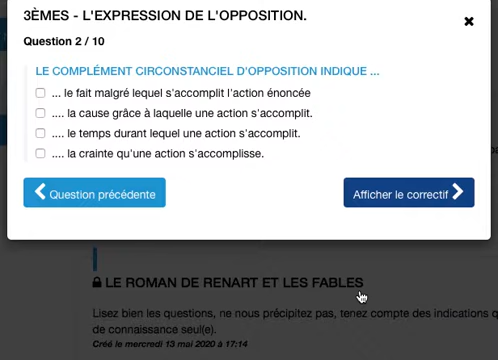 3ÈMES - L'EXPRESSION DE L'OPPOSITION.
Question 2 / 10
LE COMPLÉMENT CIRCONSTANCIEL D'OPPOSITION INDIQUE ...
... le fait malgré lequel s'accomplit l'action énoncée
.... la cause grâce à laquelle une action s'accomplit.
.... le temps durant lequel une action s'accomplit.
.... la crainte qu'une action s'accomplisse.
Question précédente
Afficher le correctif
LE ROMAN DE RENART ET LES FABLES
Lisez bien les questions, ne nous précipitez pas, tenez compte des indications
de connaissance seul(e).
Créé le mercredi 13 mai 2020 à 17:14